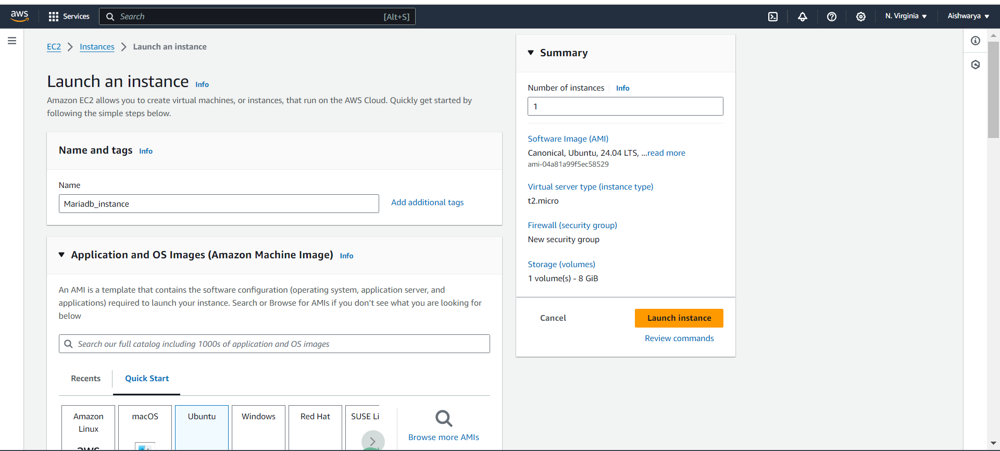 aws
Services
Search
[Alt+S]
N. Virginia
Aishwarya
EC2
Instances
Launch an instance
Launch an instance Info
Amazon EC2 allows you to create virtual machines, or instances, that run on the AWS Cloud. Quickly get started by
following the simple steps below.
Name and tags Info
Name
Mariadb_instance
Add additional tags
Application and OS Images (Amazon Machine Image) Info
An AMI is a template that contains the software configuration (operating system, application server, and
applications) required to launch your instance. Search or Browse for AMIs if you don’t see what you are looking for
below
Search our full catalog including 1000s of application and OS images
Recents
Quick Start
Amazon
Linux
aws
macOS
Ubuntu
Windows
Red Hat
SUSE Li
Browse more AMIs
Summary
Number of instances Info
1
Software Image (AMI)
Canonical, Ubuntu, 24.04 LTS, ...read more
ami-04a81a99f5ec58529
Virtual server type (instance type)
t2.micro
Firewall (security group)
New security group
Storage (volumes)
1 volume(s) - 8 GiB
Cancel
Launch instance
Review commands